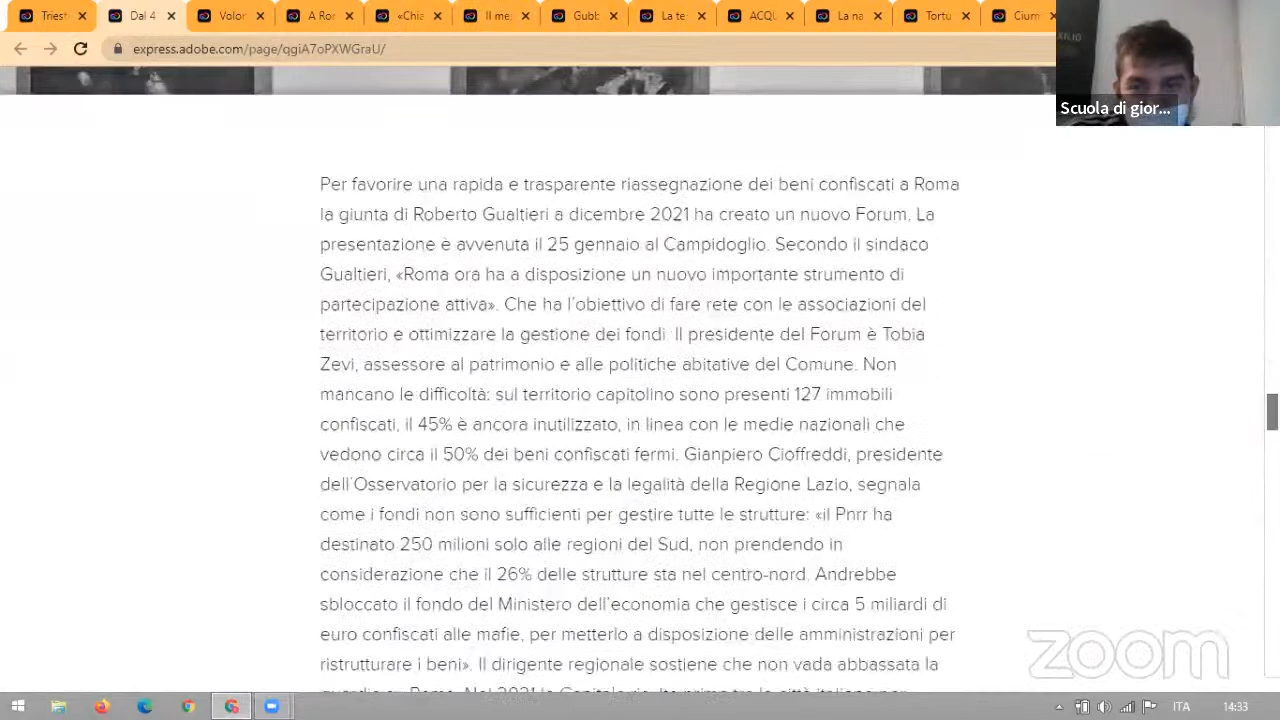 Triest
Dal 4
Volor
A Ror
«Chia
Il me
Gubb
La te
ACQU
La na
Tortu
Cium
express.adobe.com/page/qgiA7oPXWGraU/
Scuola di gior...
Per favorire una rapida e trasparente riassegnazione dei beni confiscati a Roma
la giunta di Roberto Gualtieri a dicembre 2021 ha creato un nuovo Forum. La
presentazione è avvenuta il 25 gennaio al Campidoglio. Secondo il sindaco
Gualtieri, «Roma ora ha a disposizione un nuovo importante strumento di
partecipazione attiva». Che ha l'obiettivo di fare rete con le associazioni del
territorio e ottimizzare la gestione dei fondi. Il presidente del Forum è Tobia
Zevi, assessore al patrimonio e alle politiche abitative del Comune. Non
mancano le difficoltà: sul territorio capitolino sono presenti 127 immobili
confiscati, il 45% è ancora inutilizzato, in linea con le medie nazionali che
vedono circa il 50% dei beni confiscati fermi. Gianpiero Cioffreddi, presidente
dell'Osservatorio per la sicurezza e la legalità della Regione Lazio, segnala
come i fondi non sono sufficienti per gestire tutte le strutture: «il Pnrr ha
destinato 250 milioni solo alle regioni del Sud, non prendendo in
considerazione che il 26% delle strutture sta nel centro-nord. Andrebbe
sbloccato il fondo del Ministero dell'economia che gestisce i circa 5 miliardi di
euro confiscati alle mafie, per metterlo a disposizione delle amministrazioni per
ristrutturare i beni». Il dirigente regionale sostiene che non vada abbassata la
zoom
ITA
14:33